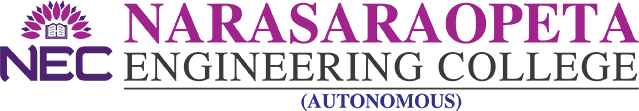 NEC
NARASARAOPETA
ENGINEERING COLLEGE
(AUTONOMOUS)